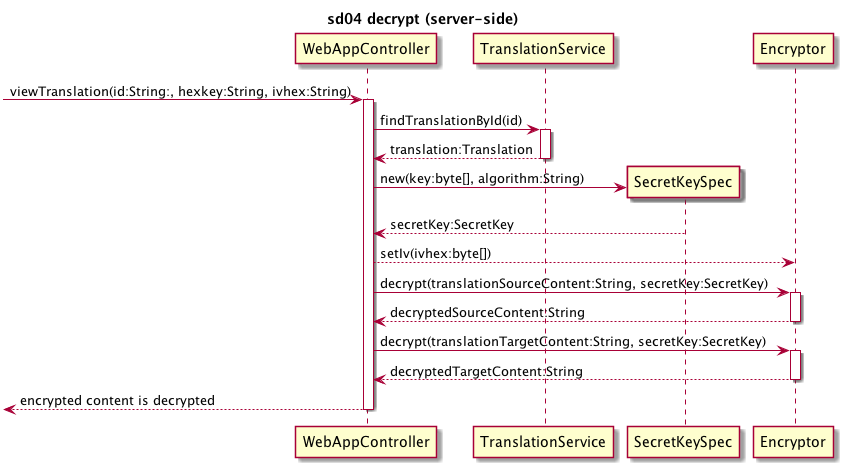 sd04 decrypt (server-side)
WebAppController TranslationService Encryptor
viewTranslation(id:String:, hexkey:String, ivhex:String)
findTranslationById(id)
translation:Translation
new(key:byte[], algorithm:String)
SecretKeySpec
secretKey:SecretKey
setIv(ivhex:byte[])
decrypt(translationSourceContent:String, secretKey:SecretKey)
decryptedSourceContent:String
decrypt(translationTargetContent:String, secretKey:SecretKey)
decryptedTargetContent:String
encrypted content is decrypted
WebAppController TranslationService SecretKeySpec Encryptor